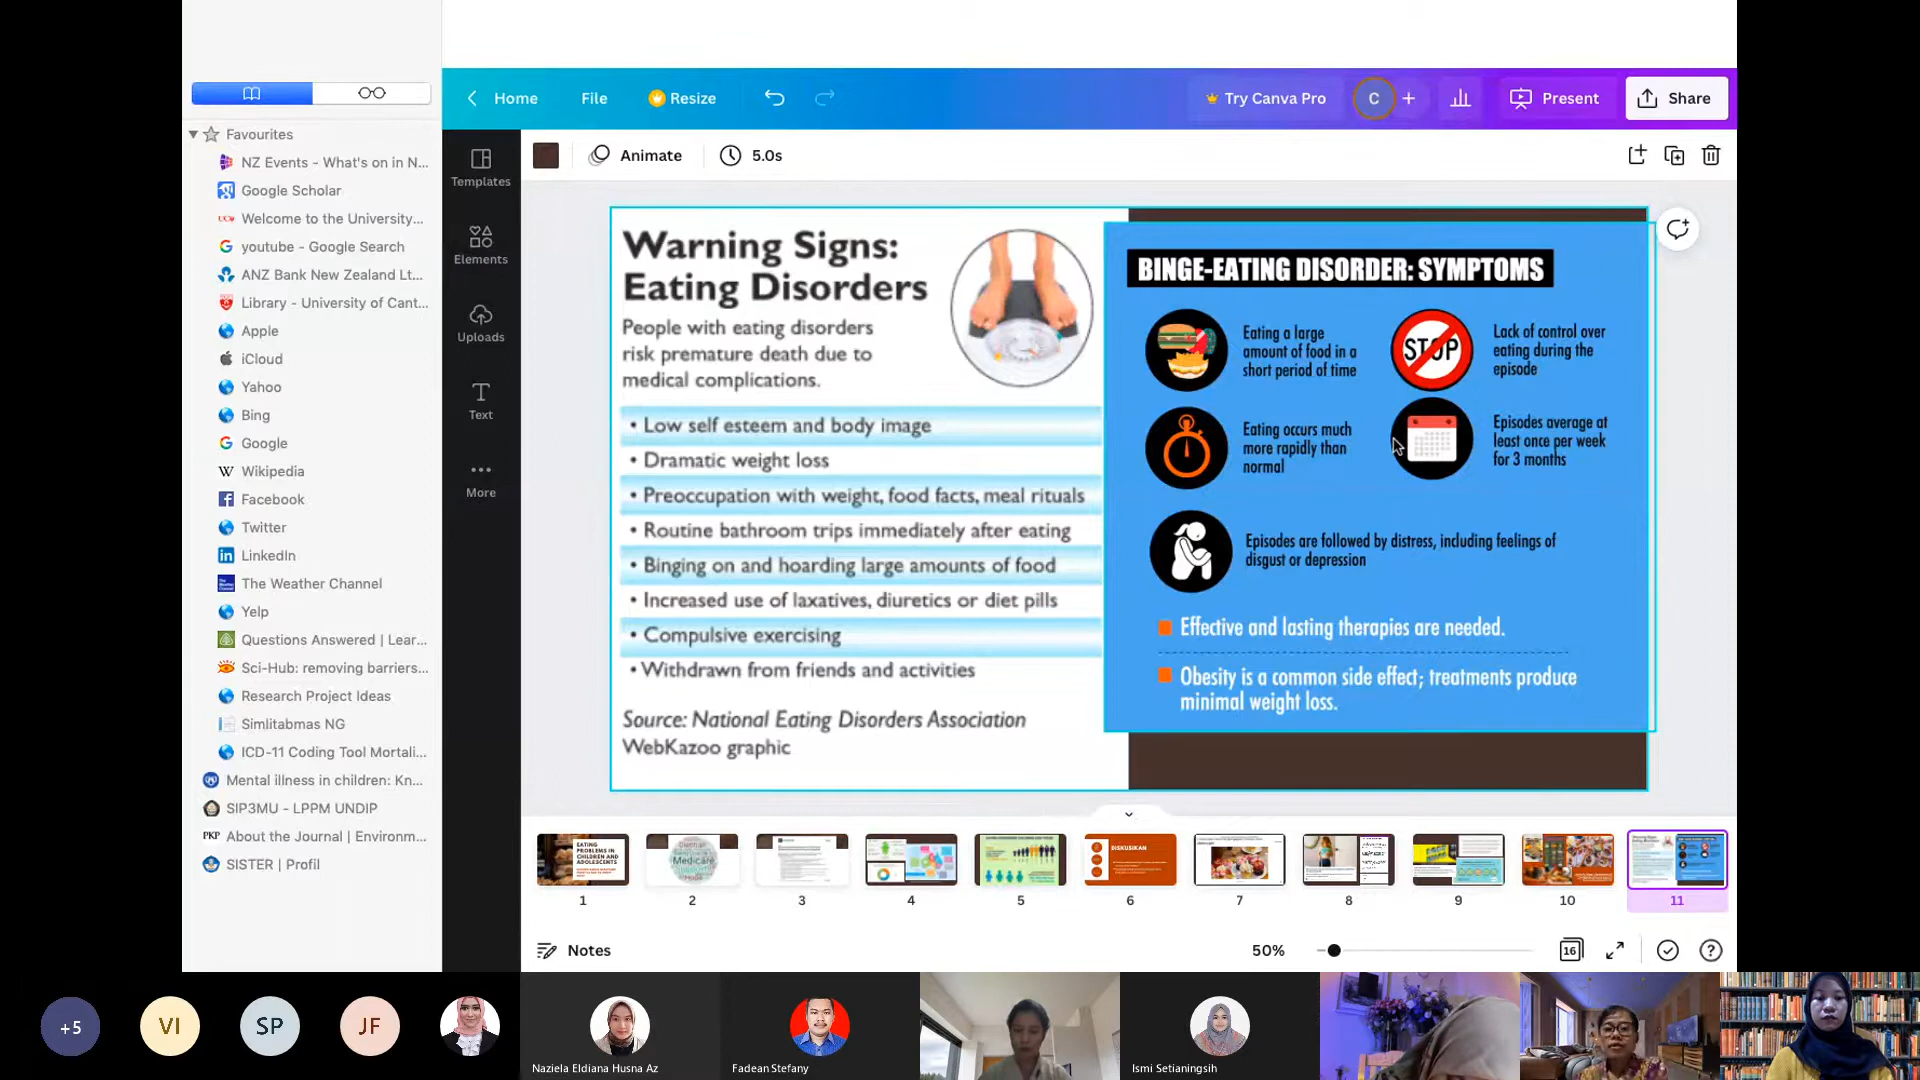 Home
File
Resize
Try Canva Pro
C
Present
Share
Favourites
NZ Events - What's on in N...
Google Scholar
Welcome to the University...
youtube - Google Search
ANZ Bank New Zealand Lt...
Library - University of Cant...
Apple
iCloud
Yahoo
Bing
Google
Wikipedia
Facebook
Twitter
LinkedIn
The Weather Channel
Yelp
Questions Answered | Lear...
Sci-Hub: removing barriers...
Research Project Ideas
Simlitabmas NG
ICD-11 Coding Tool Mortali...
Mental illness in children: Kn...
SIP3MU - LPPM UNDIP
PKP About the Journal | Environm...
SISTER | Profil
Templates
Elements
Uploads
Text
More
Animate
5.0s
Warning Signs:
Eating Disorders
People with eating disorders
risk premature death due to
medical complications.
• Low self esteem and body image
• Dramatic weight loss
• Preoccupation with weight, food facts, meal rituals
• Routine bathroom trips immediately after eating
• Binging on and hoarding large amounts of food
• Increased use of laxatives, diuretics or diet pills
• Compulsive exercising
• Withdrawn from friends and activities
Source: National Eating Disorders Association
WebKazoo graphic
BINGE-EATING DISORDER: SYMPTOMS
Eating a large
amount of food in a
short period of time
STOP
Lack of control over
eating during the
episode
Eating occurs much
more rapidly than
normal
Episodes average at
least once per week
for 3 months
Episodes are followed by distress, including feelings of
disgust or depression
Effective and lasting therapies are needed.
Obesity is a common side effect; treatments produce
minimal weight loss.
EATING
PROBLEMS IN
CHILDREN AND
ADOLESCENTS
Medicare
DISKUSIKAN
1
2
3
4
5
6
7
8
9
10
11
Notes
50%
16
+5
VI
SP
JF
Naziela Eldiana Husna Az
Fadean Stefany
Ismi Setianingsih